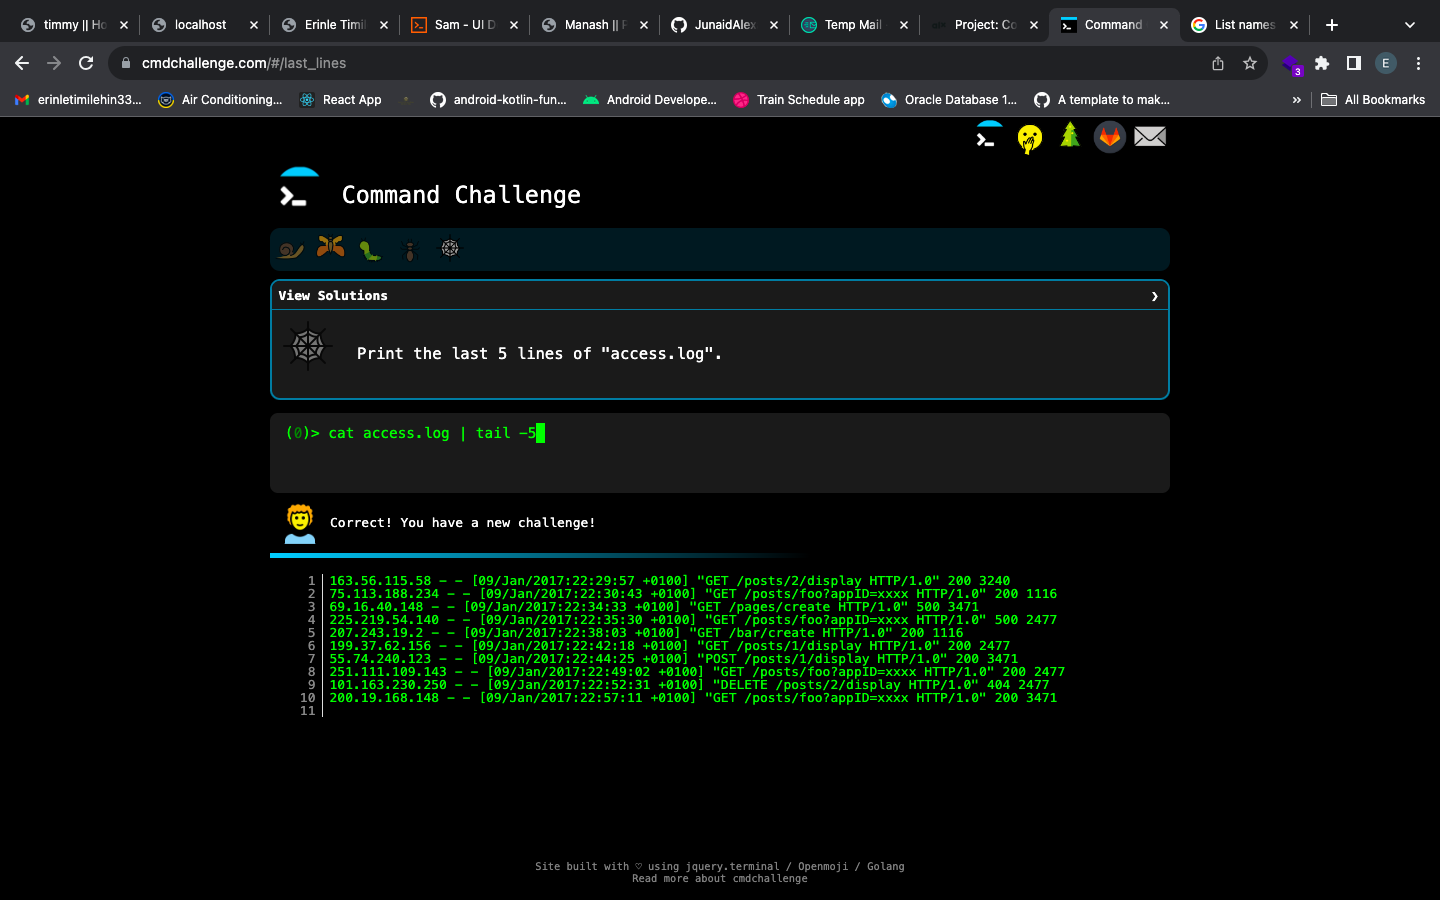 timmy || Ho
localhost
Erinle Timil
Sam - UI D
Manash || F
JunaidAlex
Temp Mail
Project: Co
Command
List names
cmdchallenge.com/#/last_lines
E
3
erinletimilehin33...
Air Conditioning...
React App
android-kotlin-fun...
Android Develope...
Train Schedule app
Oracle Database 1...
A template to mak...
»
All Bookmarks
Command Challenge
View Solutions
Print the last 5 lines of "access.log".
(0)> cat access.log | tail -5
Correct! You have a new challenge!
1 163.56.115.58 - - [09/Jan/2017:22:29:57 +0100] "GET /posts/2/display HTTP/1.0" 200 3240
2 75.113.188.234 - - [09/Jan/2017:22:30:43 +0100] "GET /posts/foo?appID=xxxx HTTP/1.0" 200 1116
3 69.16.40.148 - - [09/Jan/2017:22:34:33 +0100] "GET /pages/create HTTP/1.0" 500 3471
4 225.219.54.140 - - [09/Jan/2017:22:35:30 +0100] "GET /posts/foo?appID=xxxx HTTP/1.0" 500 2477
5 207.243.19.2 - - [09/Jan/2017:22:38:03 +0100] "GET /bar/create HTTP/1.0" 200 1116
6 199.37.62.156 - - [09/Jan/2017:22:42:18 +0100] "GET /posts/1/display HTTP/1.0" 200 2477
7 55.74.240.123 - - [09/Jan/2017:22:44:25 +0100] "POST /posts/1/display HTTP/1.0" 200 3471
8 251.111.109.143 - - [09/Jan/2017:22:49:02 +0100] "GET /posts/foo?appID=xxxx HTTP/1.0" 200 2477
9 101.163.230.250 - - [09/Jan/2017:22:52:31 +0100] "DELETE /posts/2/display HTTP/1.0" 404 2477
10 200.19.168.148 - - [09/Jan/2017:22:57:11 +0100] "GET /posts/foo?appID=xxxx HTTP/1.0" 200 3471
11
Site built with ♡ using jquery.terminal / Openmoji / Golang
Read more about cmdchallenge